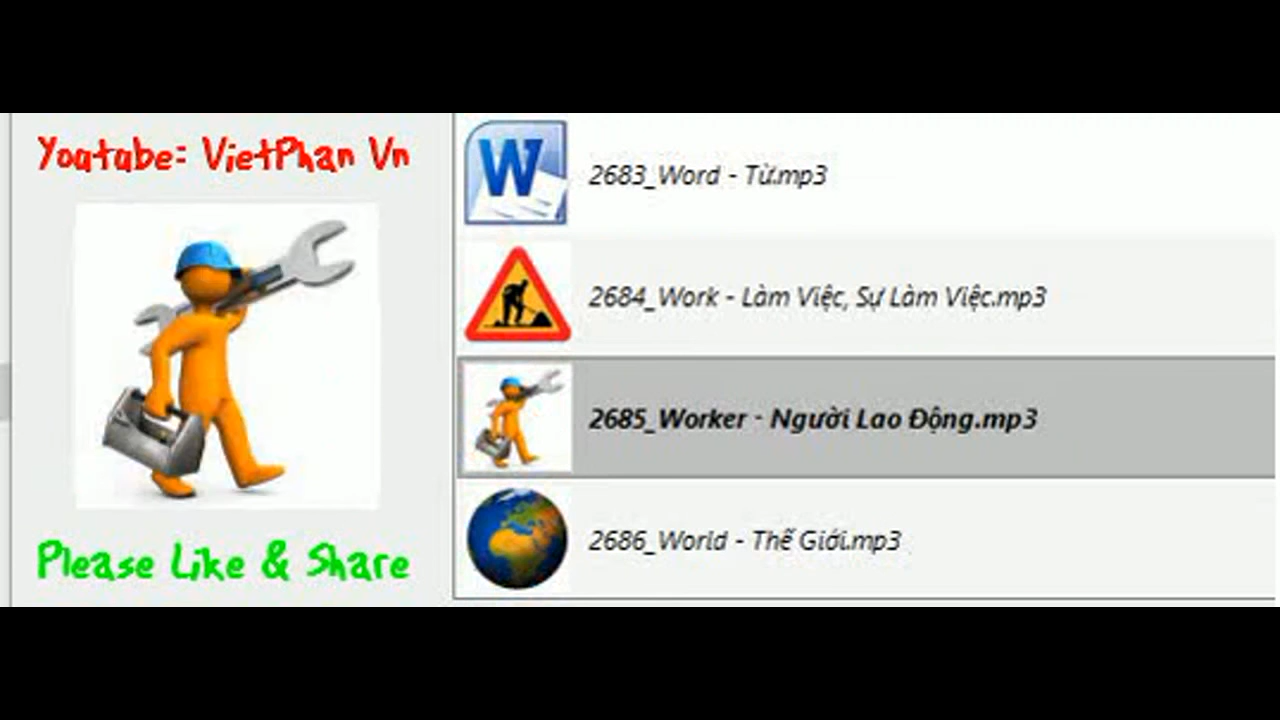 Youtube: VietPhan Vn
Please Like & Share
W
2683_Word - Từ.mp3
2684_Work - Làm Việc, Sự Làm Việc.mp3
2685_Worker - Người Lao Động.mp3
2686_World - Thế Giới.mp3